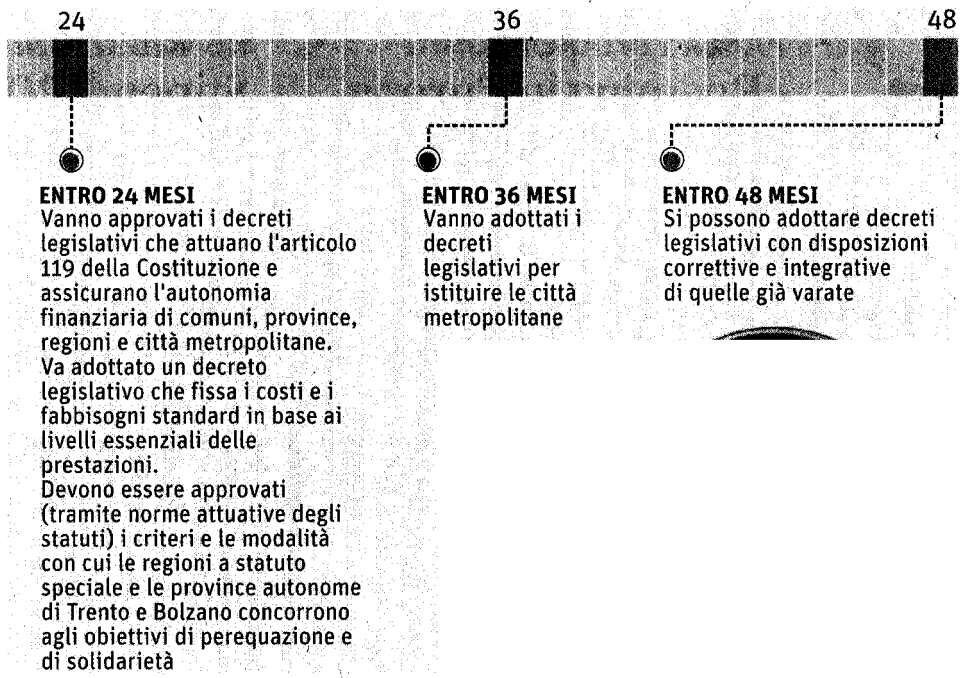 24
36
48
ENTRO 24 MESI
Vanno approvati i decreti
legislativi che attuano l'articolo
119 della Costituzione e
assicurano l'autonomia
finanziaria di comuni, province,
regioni e città metropolitane.
Va adottato un decreto
legislativo che fissa i costi e i
fabbisogni standard in base ai
livelli essenziali delle
prestazioni.
Devono essere approvati
(tramite norme attuative degli
statuti) i criteri e le modalità
con cui le regioni a statuto
speciale e le province autonome
di Trento e Bolzano concorrono
agli obiettivi di perequazione e
di solidarietà
ENTRO 36 MESI
Vanno adottati i
decreti
legislativi per
istituire le città
metropolitane
ENTRO 48 MESI
Si possono adottare decreti
legislativi con disposizioni
correttive e integrative
di quelle già varate